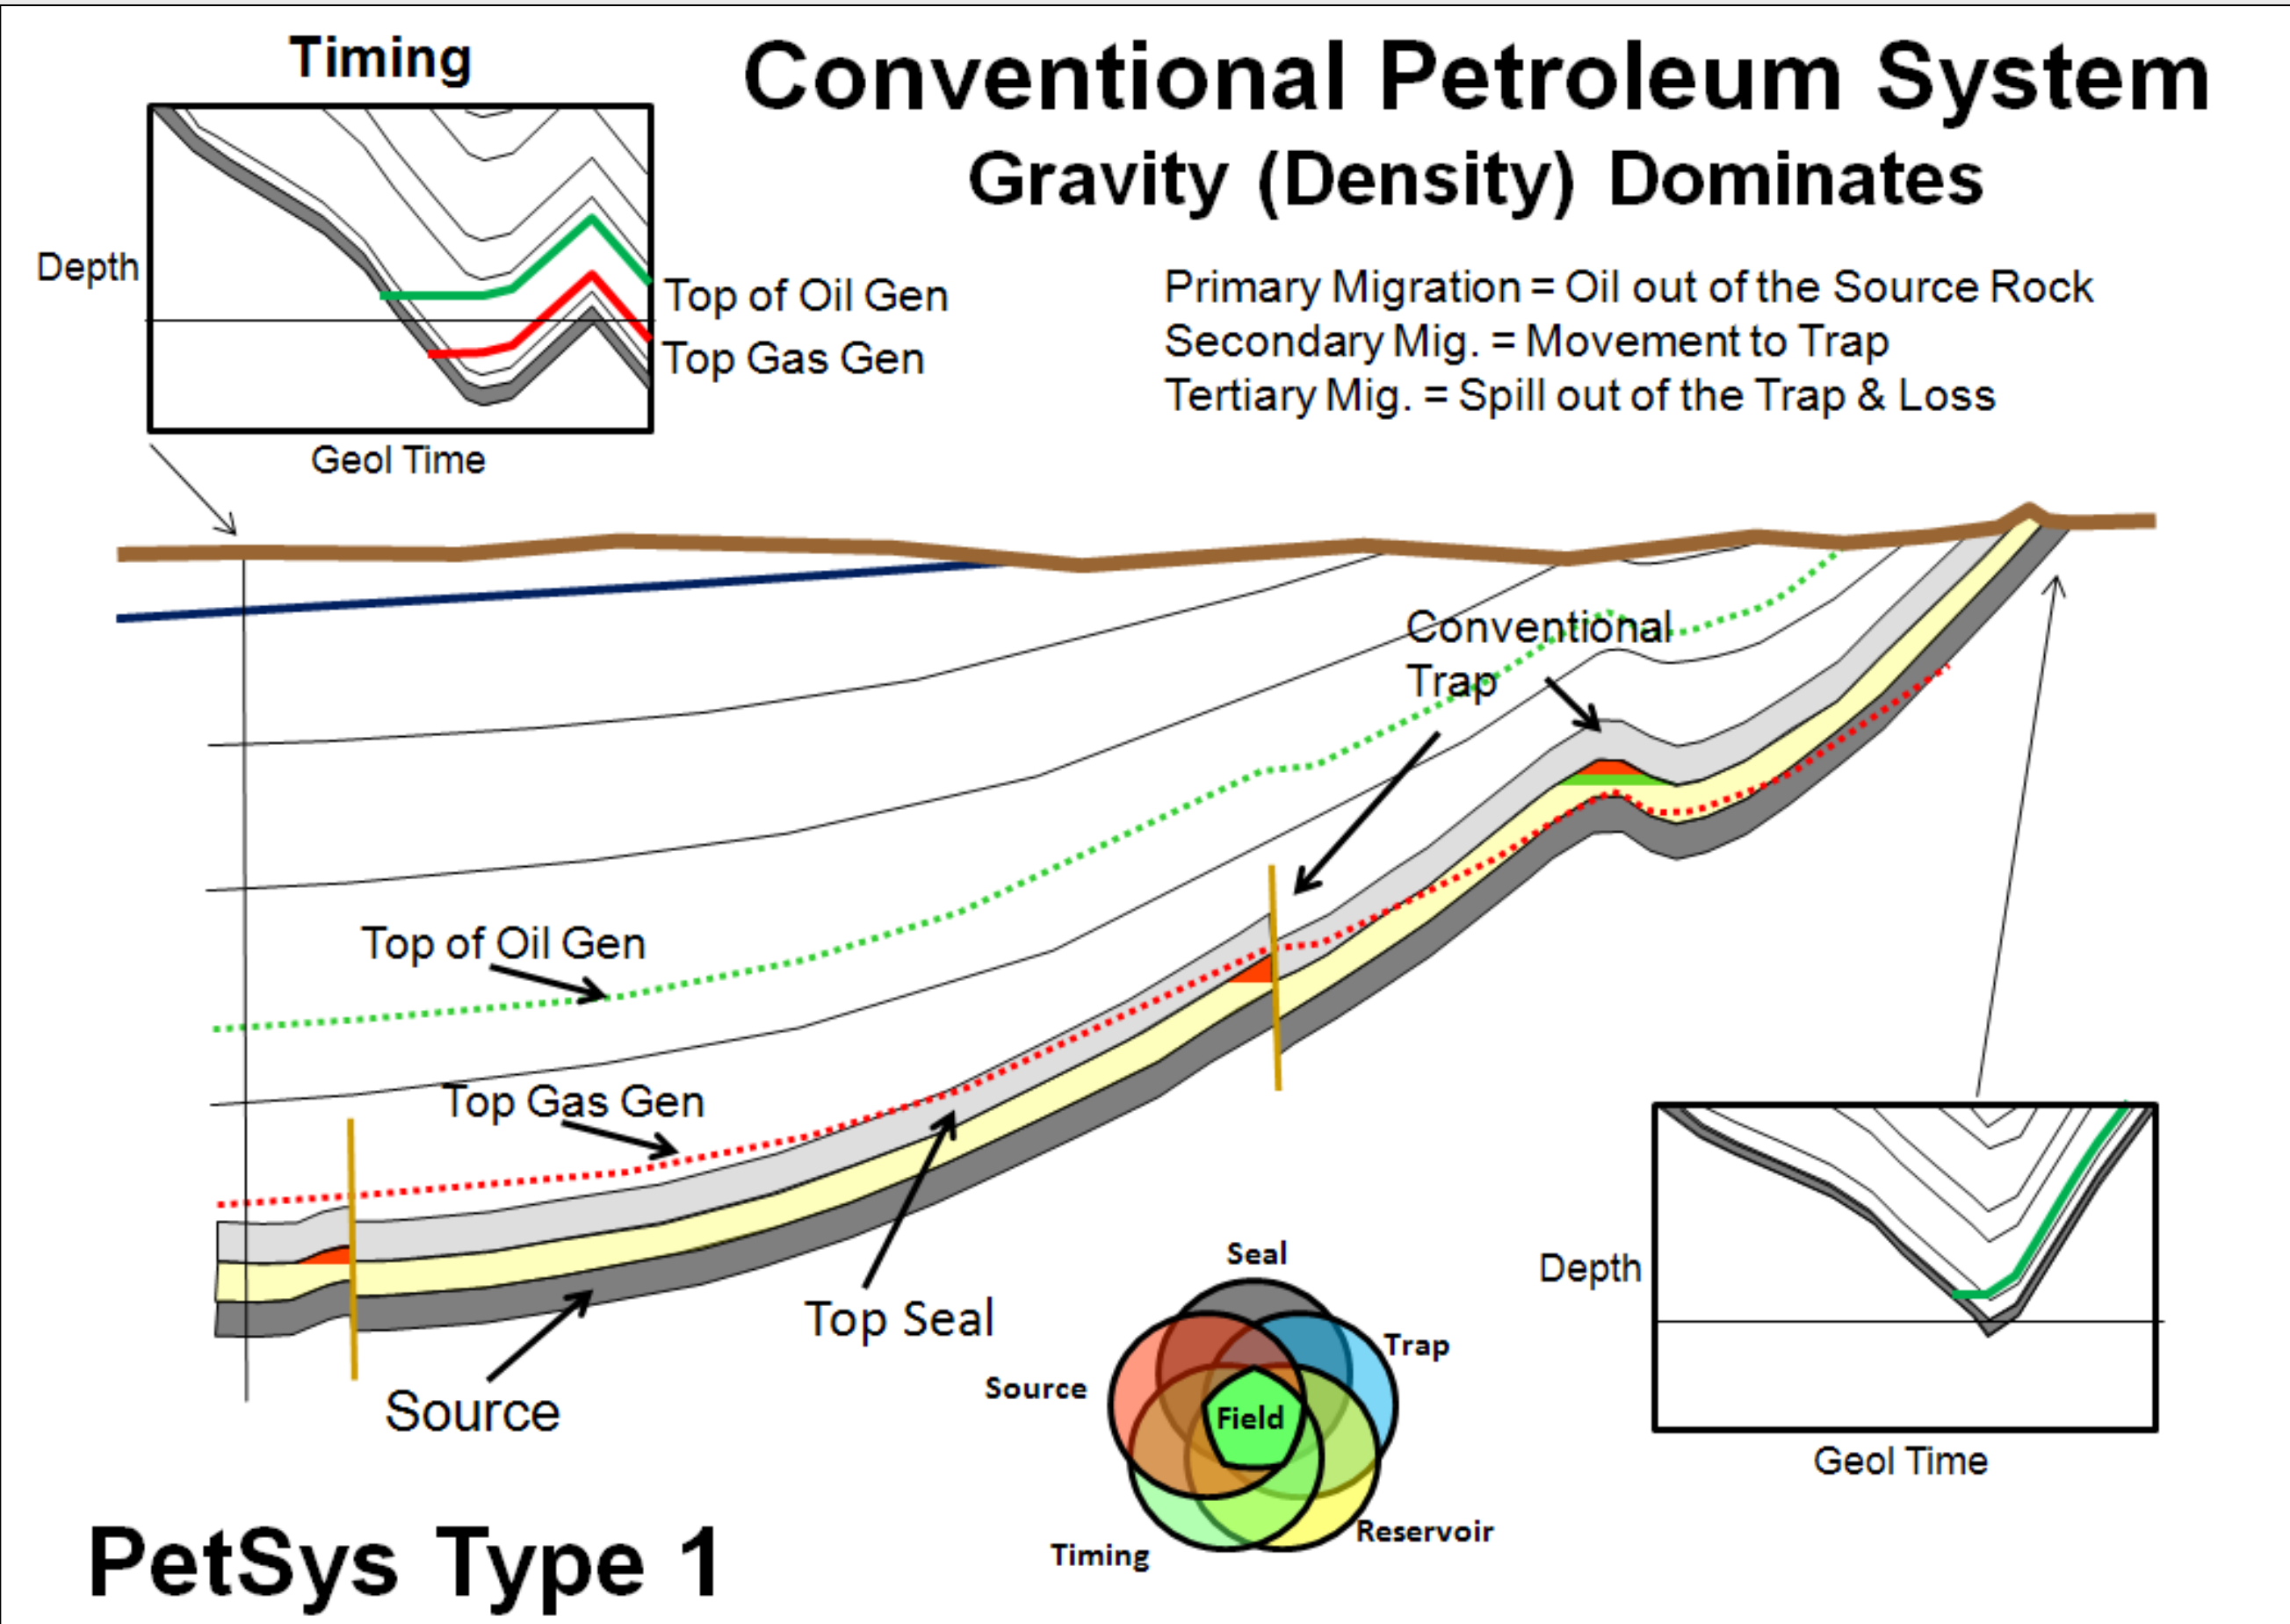 Timing
Conventional Petroleum System
Gravity (Density) Dominates
Depth
Top of Oil Gen
Top Gas Gen
Geol Time
Primary Migration = Oil out of the Source Rock
Secondary Mig. = Movement to Trap
Tertiary Mig. = Spill out of the Trap & Loss
Conventional
Trap
Top of Oil Gen
Top Gas Gen
Top Seal
Source
Seal
Trap
Source
Field
Reservoir
Timing
Depth
Geol Time
PetSys Type 1